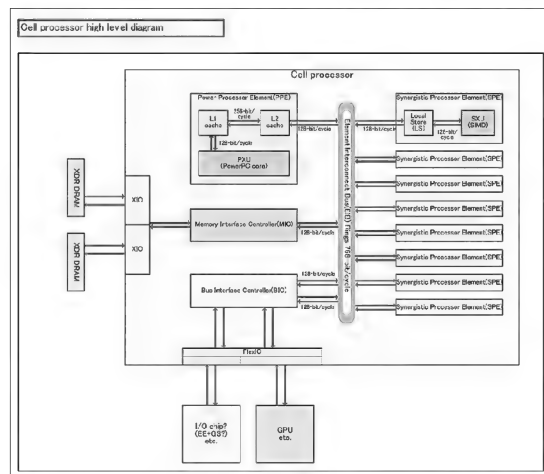 Cell processor high level diagram
Cell processor
Power Processor Element(PPE)
L1
cache
256-bit/
cycle
L2
cache
128-bit/cycle
PXU
(PowerPC core)
128-bit/cycle
Element Interconnect Bus(EIB) Rings 768-bit/cycle
Synergistic Processor Element(SPE)
128-bit/cycle
Local
Store
(LS)
128-bit/
cycle
SXU
(SIMD)
Synergistic Processor Element(SPE)
Synergistic Processor Element(SPE)
Synergistic Processor Element(SPE)
Synergistic Processor Element(SPE)
Synergistic Processor Element(SPE)
Synergistic Processor Element(SPE)
Synergistic Processor Element(SPE)
XDR DRAM
XDR DRAM
XIO
XIO
Memory Interface Controller(MIC)
128-bit/cycle
Bus Interface Controller(BIC)
128-bit/cycle
128-bit/cycle
FlexIO
I/O chip?
(EE+GS?)
etc.
GPU
etc.